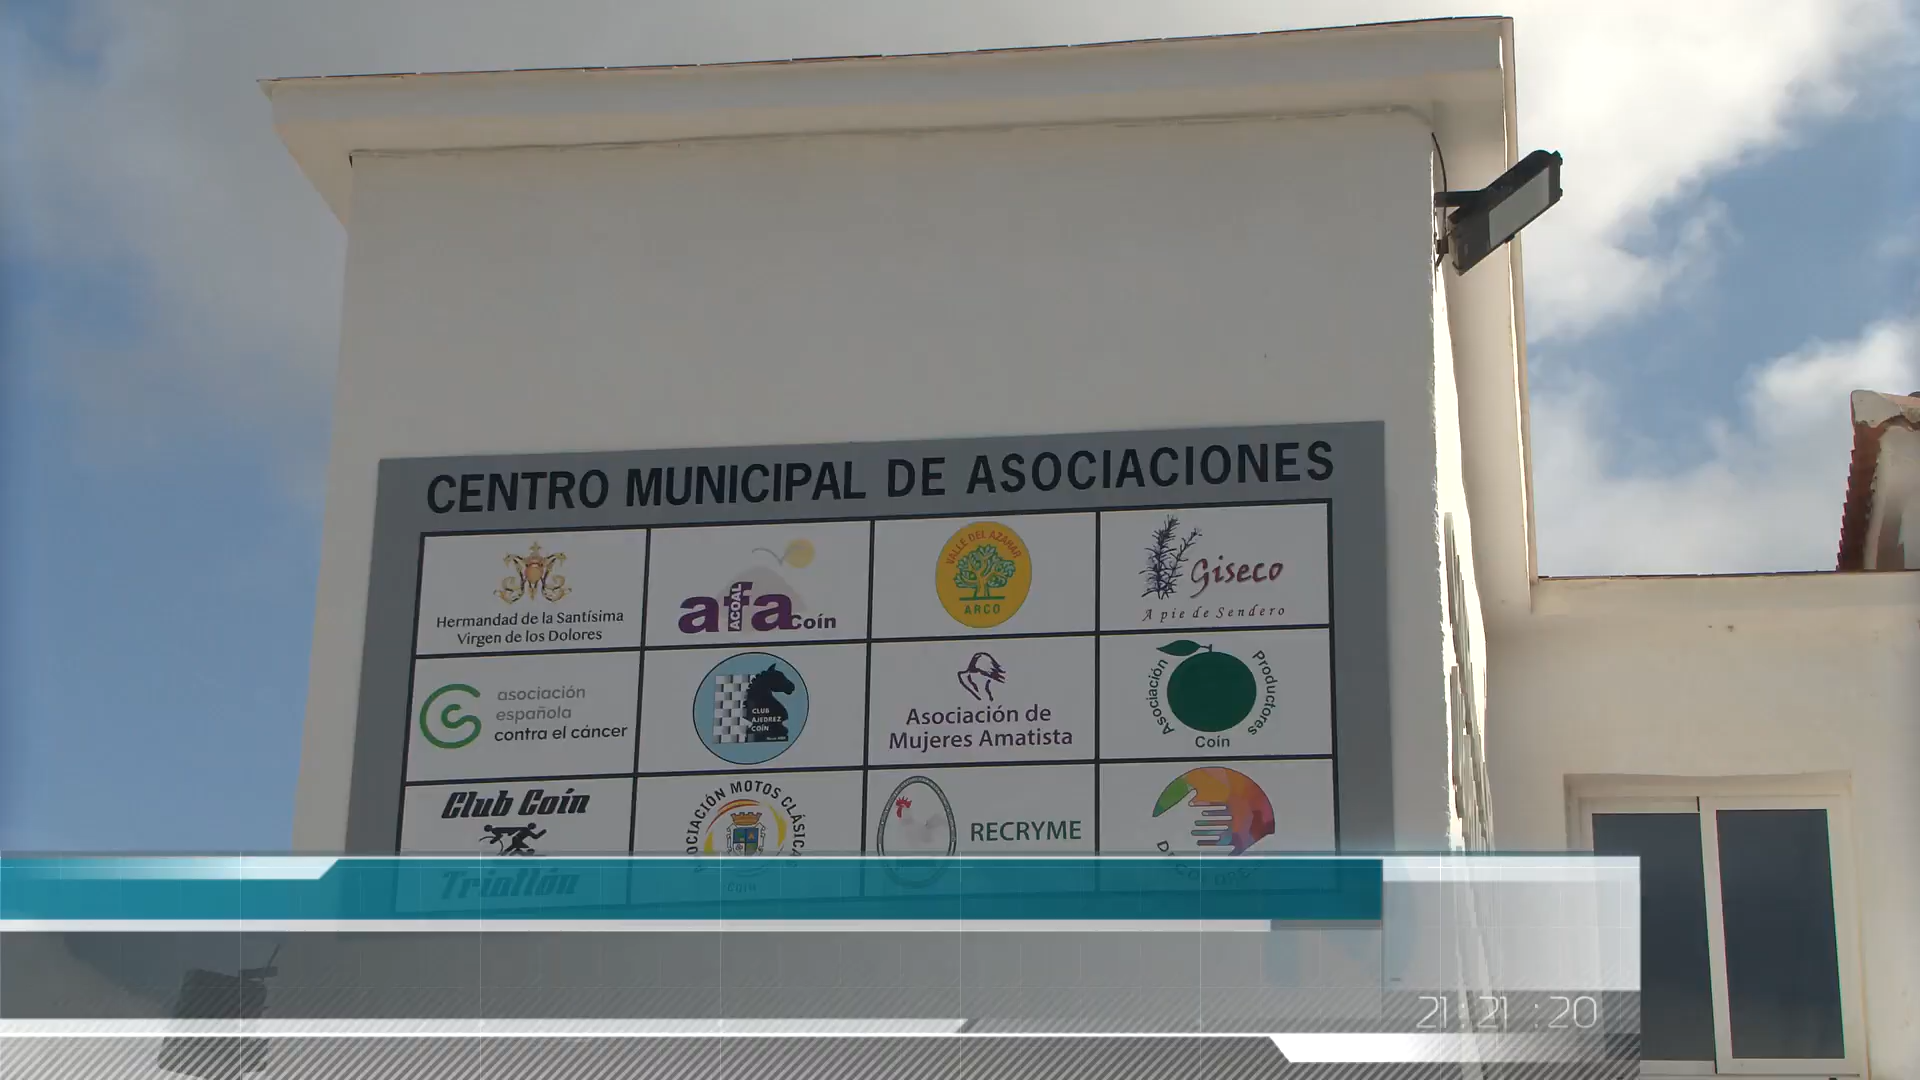 CENTRO MUNICIPAL DE ASOCIACIONES
Hermandad de la Santísima
Virgen de los Dolores
afa
ACOAL
Coín
VALLE DEL AZAHAR
ARCO
Giseco
A pie de Sendero
asociación
española
contra el cáncer
CLUB
AJEDREZ
COÍN
Asociación de
Mujeres Amatista
Asociación
Productores
Coín
Club Coín
Triatlón
ASOCIACIÓN MOTOS CLÁSICAS
Coín
RECRYME
21:21:20